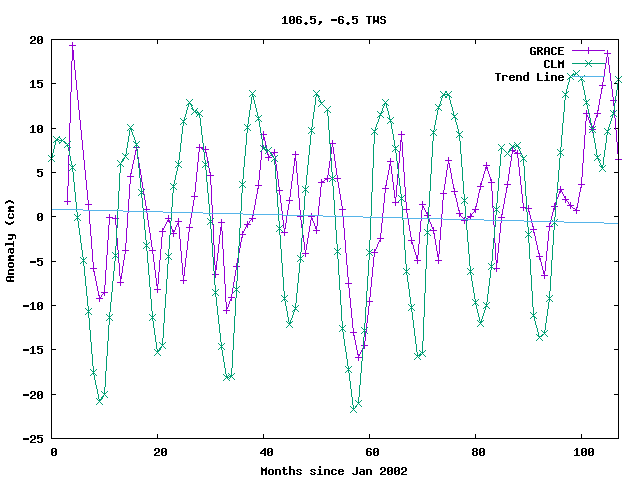 106.5, -6.5 TWS
GRACE
CLM
Trend Line
20
15
10
5
0
-5
-10
-15
-20
-25
Anomaly (cm)
0 20 40 60 80 100
Months since Jan 2002